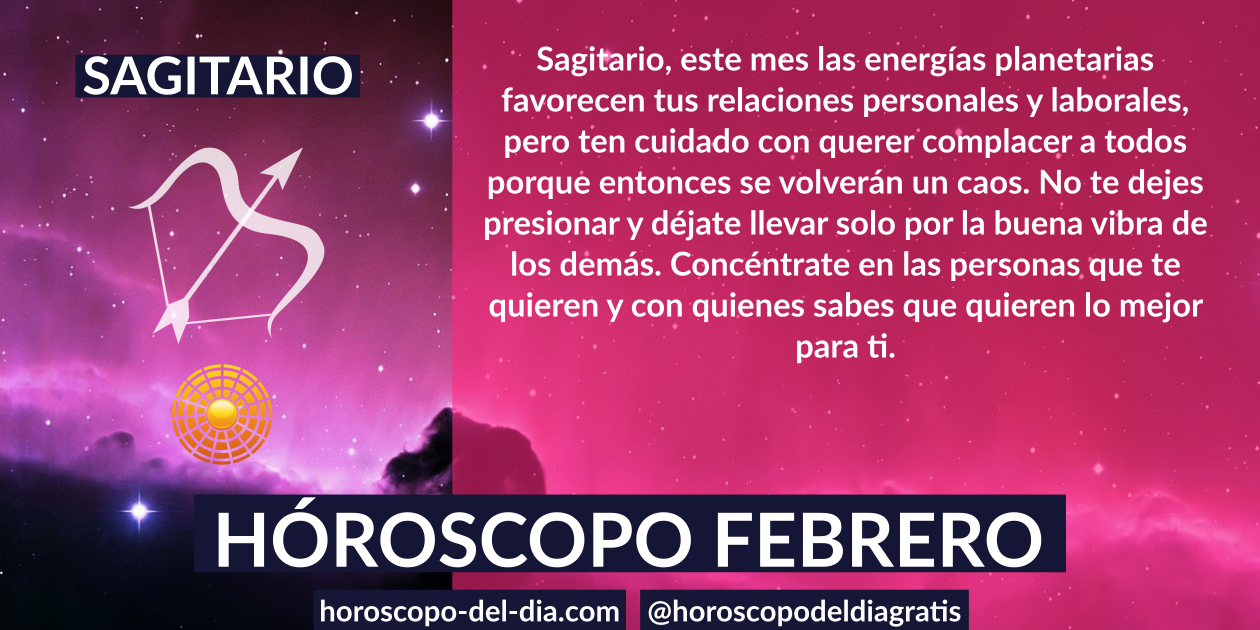 SAGITARIO
Sagitario, este mes las energías planetarias
favorecen tus relaciones personales y laborales,
pero ten cuidado con querer complacer a todos
porque entonces se volverán un caos. No te dejes
presionar y déjate llevar solo por la buena vibra de
los demás. Concéntrate en las personas que te
quieren y con quienes sabes que quieren lo mejor
para ti.
HÓROSCOPO FEBRERO
horoscopo-del-dia.com
@horoscopodeldiagratis